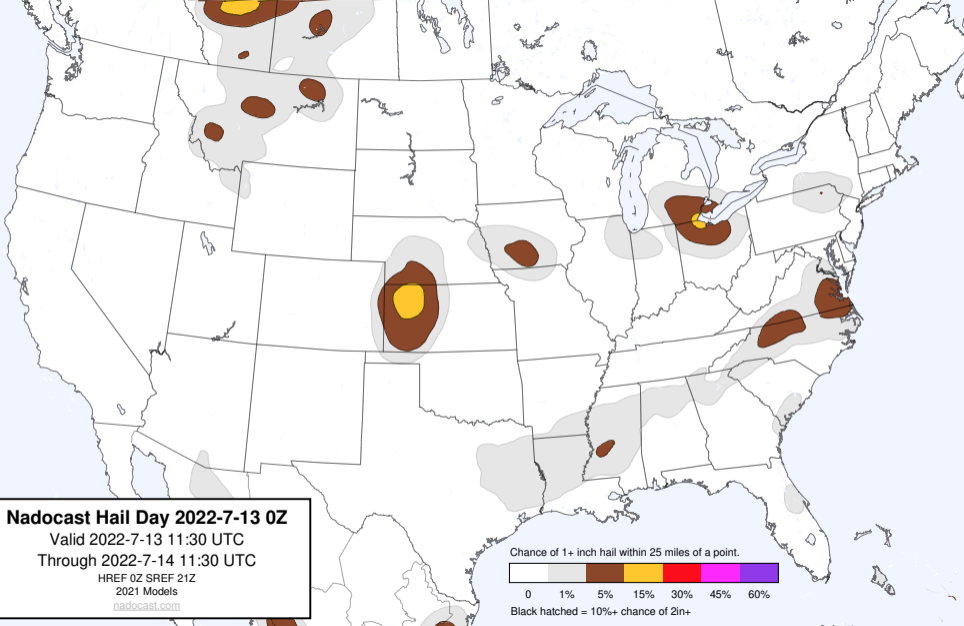 Nadocast Hail Day 2022-7-13 0Z
Valid 2022-7-13 11:30 UTC
Through 2022-7-14 11:30 UTC
HREF 0Z SREF 21Z
2021 Models
nadocast.com
Chance of 1+ inch hail within 25 miles of a point.
0 1% 5% 15% 30% 45% 60%
Black hatched = 10%+ chance of 2in+